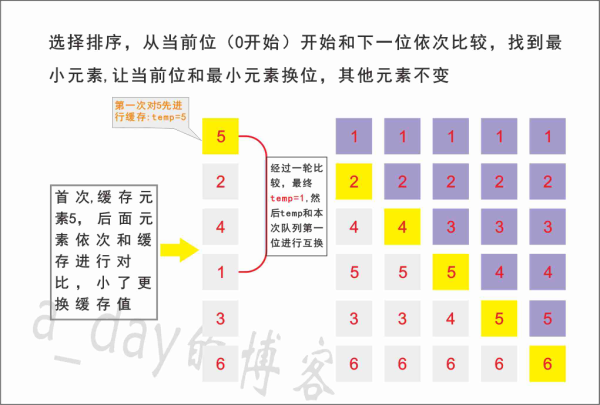 选择排序，从当前位（0开始）开始和下一位依次比较，找到最
小元素,让当前位和最小元素换位，其他元素不变
第一次对5先进
行缓存:temp=5
5
1 1 1 1 1
经过一轮比
较，最终
temp=1,然
后temp和本
次队列第一
位进行互换
2
2 2 2 2 2
首次,缓存元
素5，后面元
素依次和缓
存进行对
比，小了更
换缓存值
4
4 4 3 3 3
1
5 5 5 4 4
3
3 3 4 5 5
6
6 6 6 6 6
a_day的博客